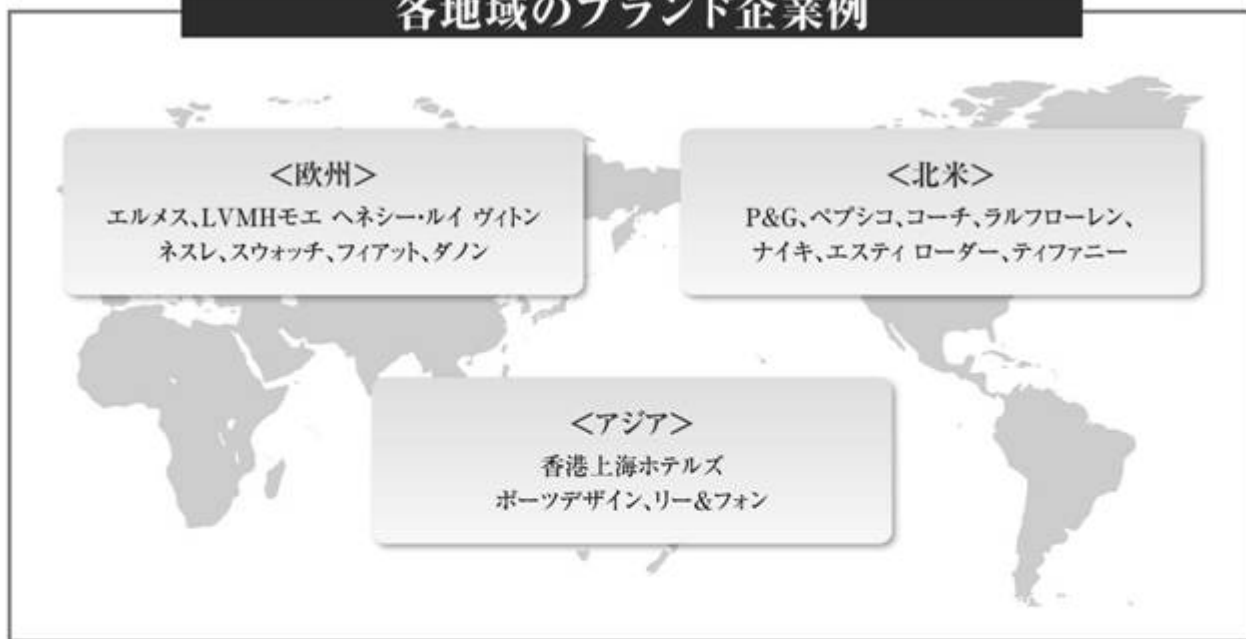 各地域のブランド企業例
＜欧州＞
エルメス、LVMHモエ ヘネシー・ルイ ヴィトン
ネスレ、スウォッチ、フィアット、ダノン
＜北米＞
P&G、ペプシコ、コーチ、ラルフローレン、
ナイキ、エスティ ローダー、ティファニー
＜アジア＞
香港上海ホテルズ
ポーツデザイン、リー&フォン